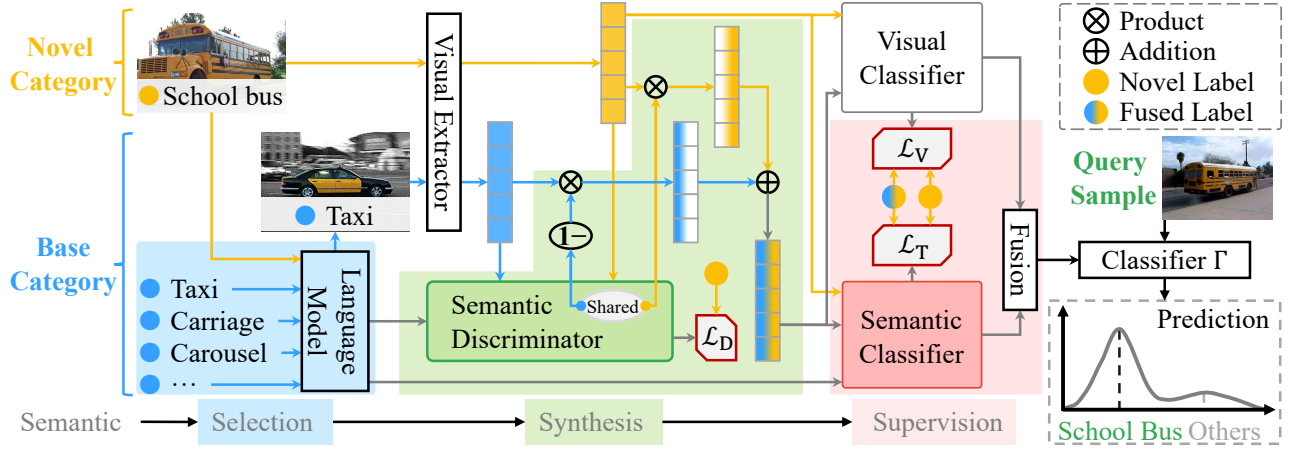 Novel
Category
School bus
Base
Category
Taxi
Taxi
Carriage
Carousel
...
Language
Model
Visual Extractor
1−
Semantic
Discriminator
Shared
ℒD
Visual
Classifier
ℒV
ℒT
Semantic
Classifier
Fusion
Product
Addition
Novel Label
Fused Label
Query
Sample
Classifier Γ
Prediction
School Bus Others
Semantic
Selection
Synthesis
Supervision